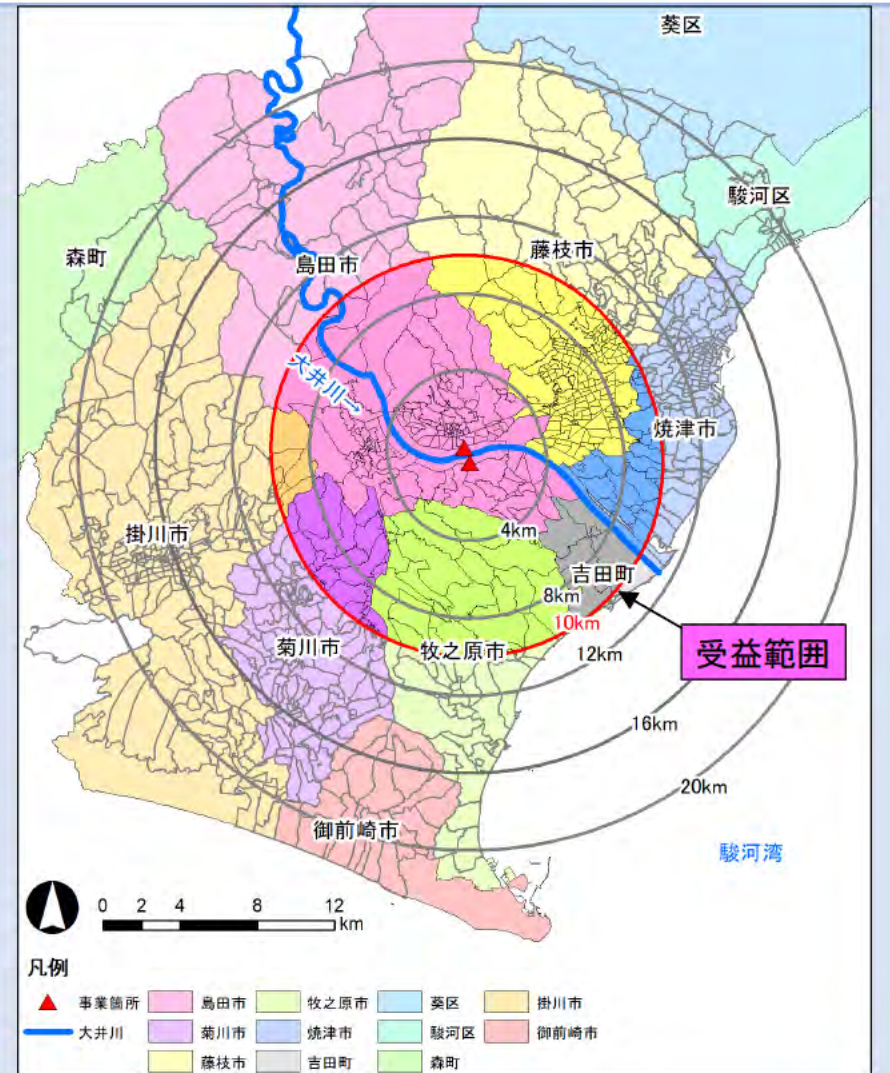 葵区
駿河区
藤枝市
森町
島田市
大井川→
焼津市
掛川市
4km
吉田町
8km
10km
受益範囲
菊川市
牧之原市
12km
16km
20km
御前崎市
駿河湾
0 2 4 8 12
km
凡例
事業箇所 島田市 牧之原市 葵区 掛川市
大井川 菊川市 焼津市 駿河区 御前崎市
藤枝市 吉田町 森町